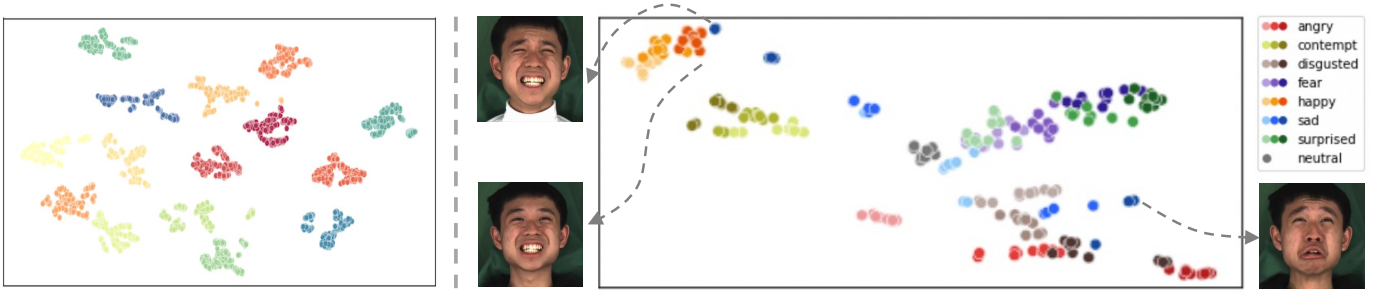 angry
contempt
disgusted
fear
happy
sad
surprised
neutral